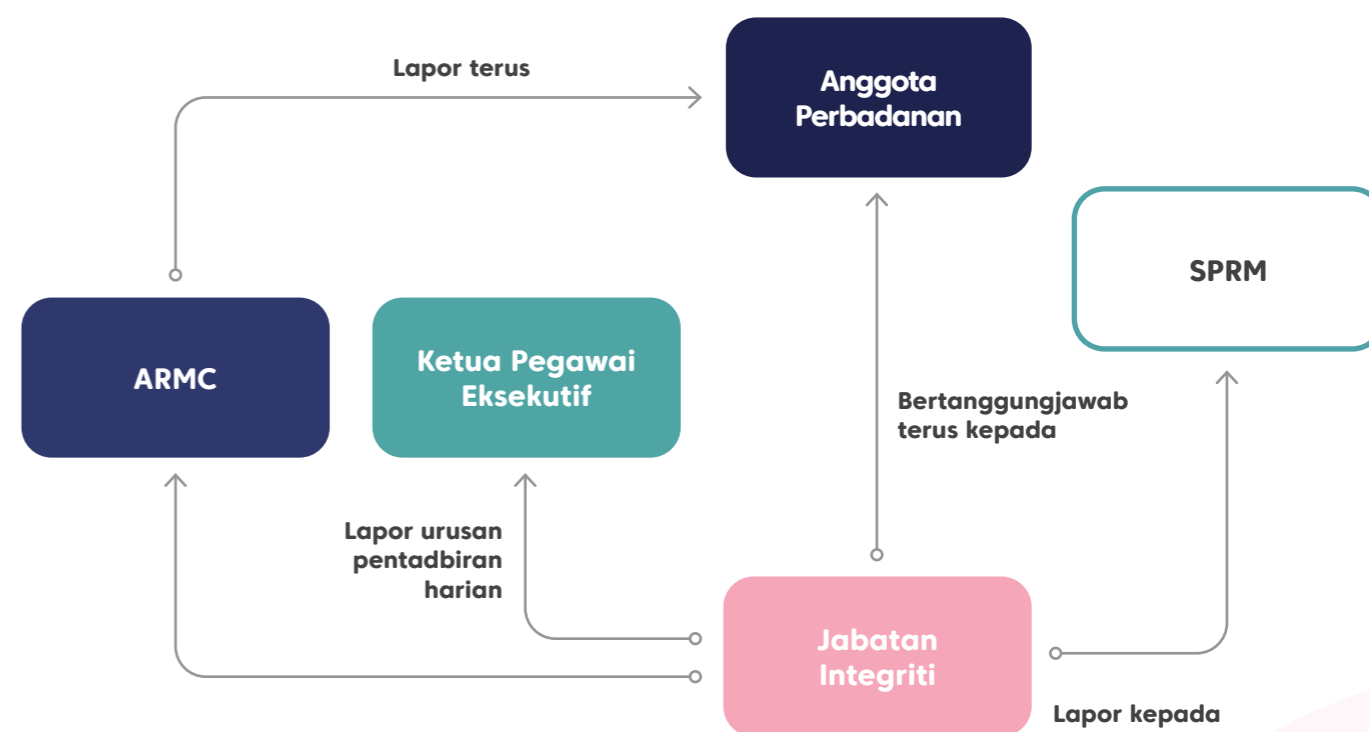 Lapor terus
Anggota
Perbadanan
SPRM
ARMC
Ketua Pegawai
Eksekutif
Bertanggungjawab
terus kepada
Lapor urusan
pentadbiran
harian
Jabatan
Integriti
Lapor kepada